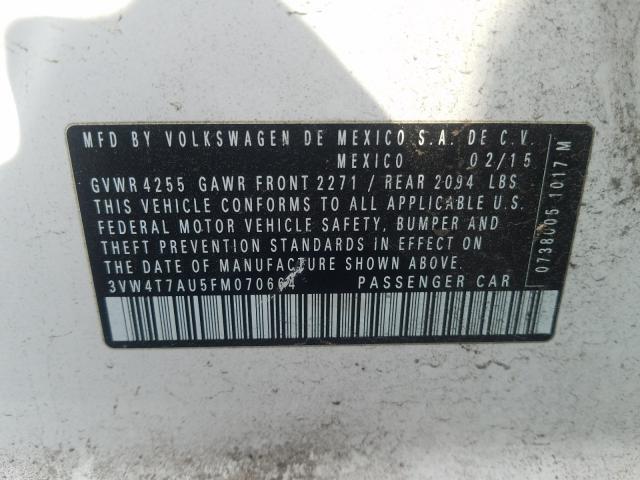 MFD BY VOLKSWAGEN DE MEXICO S.A. DE C.V.
MEXICO 02/15
GVWR 4255 GAWR FRONT 2271 / REAR 2094 LBS
THIS VEHICLE CONFORMS TO ALL APPLICABLE U.S.
FEDERAL MOTOR VEHICLE SAFETY, BUMPER AND
THEFT PREVENTION STANDARDS IN EFFECT ON
THE DATE OF MANUFACTURE SHOWN ABOVE.
3VW4T7AU5FM070664 PASSENGER CAR
0738005 1017 M